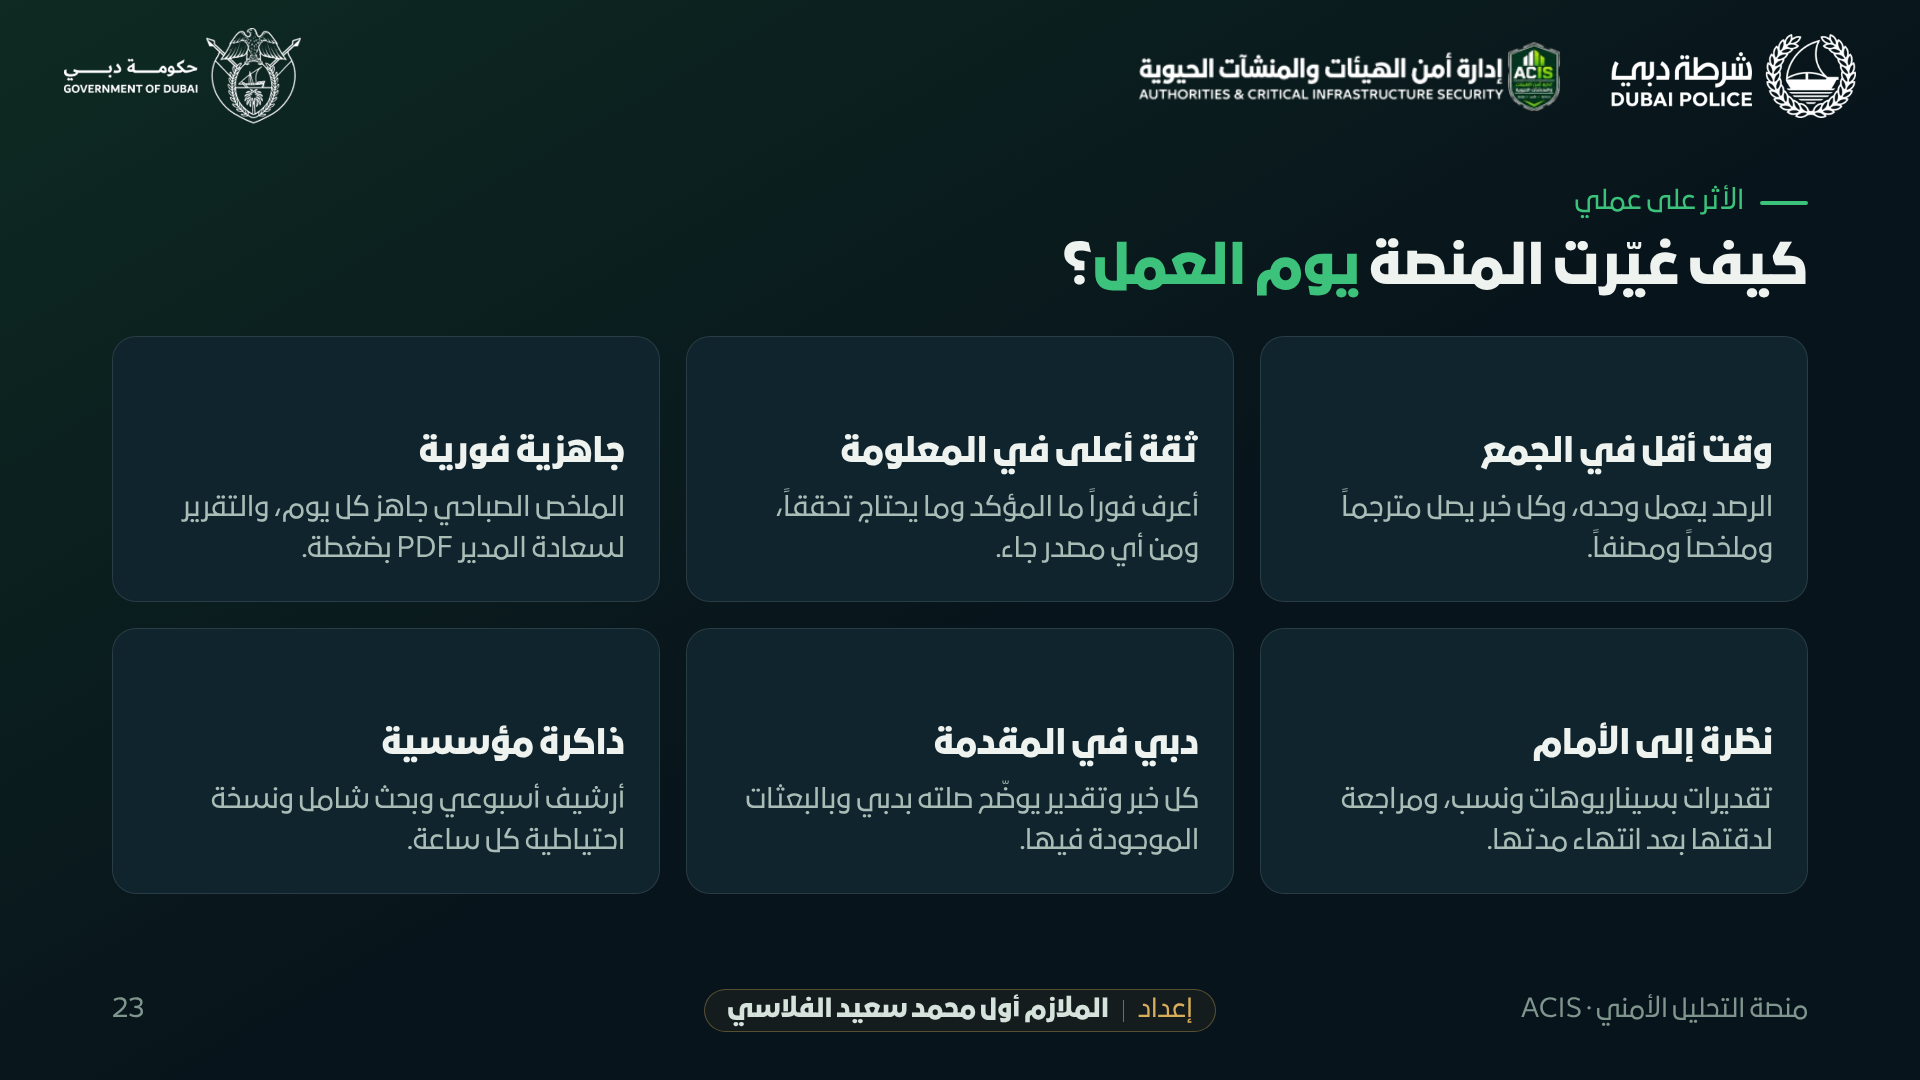 شرطة دبي
DUBAI POLICE
إدارة أمن الهيئات والمنشآت الحيوية
AUTHORITIES & CRITICAL INFRASTRUCTURE SECURITY
ACIS
حكومة دبي
GOVERNMENT OF DUBAI
الأثر على عملي
كيف غيّرت المنصة يوم العمل؟
وقت أقل في الجمع
الرصد يعمل وحده، وكل خبر يصل مترجماً
وملخصاً ومصنفاً.
ثقة أعلى في المعلومة
أعرف فوراً ما المؤكد وما يحتاج تحققاً،
ومن أي مصدر جاء.
جاهزية فورية
الملخص الصباحي جاهز كل يوم، والتقرير
لسعادة المدير PDF بضغطة.
نظرة إلى الأمام
تقديرات بسيناريوهات ونسب، ومراجعة
لدقتها بعد انتهاء مدتها.
دبي في المقدمة
كل خبر وتقدير يوضّح صلته بدبي وبالبعثات
الموجودة فيها.
ذاكرة مؤسسية
أرشيف أسبوعي وبحث شامل ونسخة
احتياطية كل ساعة.
منصة التحليل الأمني · ACIS
إعداد | الملازم أول محمد سعيد الفلاسي
23